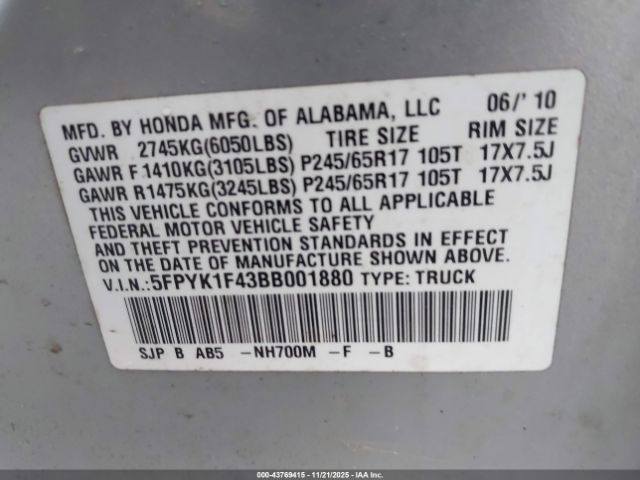 MFD. BY HONDA MFG. OF ALABAMA, LLC 06/'10
GVWR 2745KG(6050LBS) TIRE SIZE RIM SIZE
GAWR F1410KG(3105LBS) P245/65R17 105T 17X7.5J
GAWR R1475KG(3245LBS) P245/65R17 105T 17X7.5J
THIS VEHICLE CONFORMS TO ALL APPLICABLE
FEDERAL MOTOR VEHICLE SAFETY
AND THEFT PREVENTION STANDARDS IN EFFECT
ON THE DATE OF MANUFACTURE SHOWN ABOVE.
V.I.N.:5FPYK1F43BB001880 TYPE: TRUCK
SJP B AB5 -NH700M -F -B
000-43769415 - 11/21/2025 - IAA Inc.